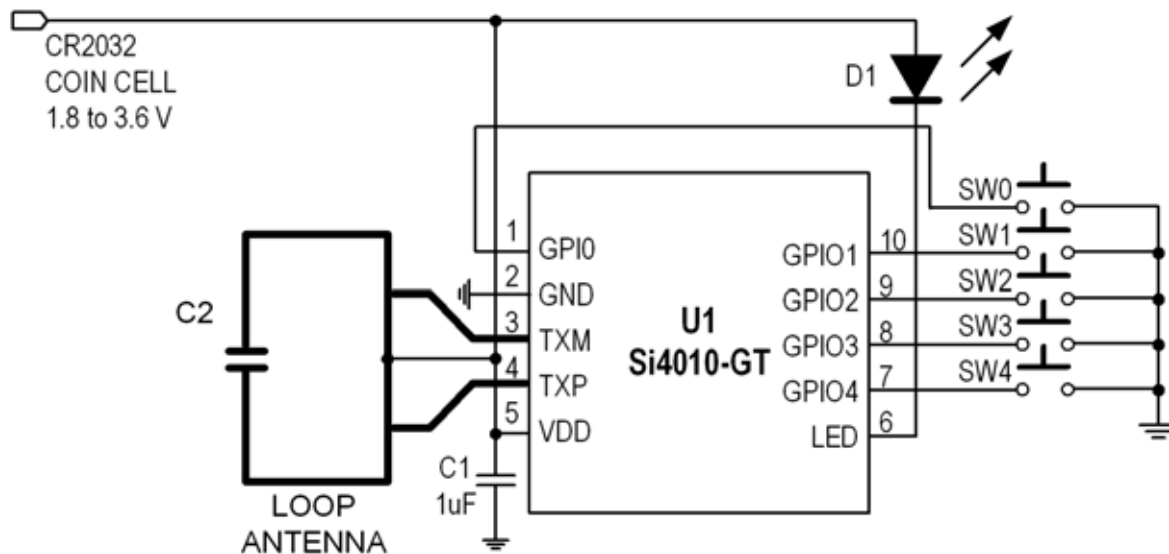 CR2032
COIN CELL
1.8 to 3.6 V
D1
SW0
1
GPI0
GPIO1
10
SW1
2
GND
GPIO2
9
SW2
C2
3
TXM
U1
GPIO3
8
SW3
Si4010-GT
4
TXP
GPIO4
7
SW4
5
VDD
LED
6
C1
1uF
LOOP
ANTENNA